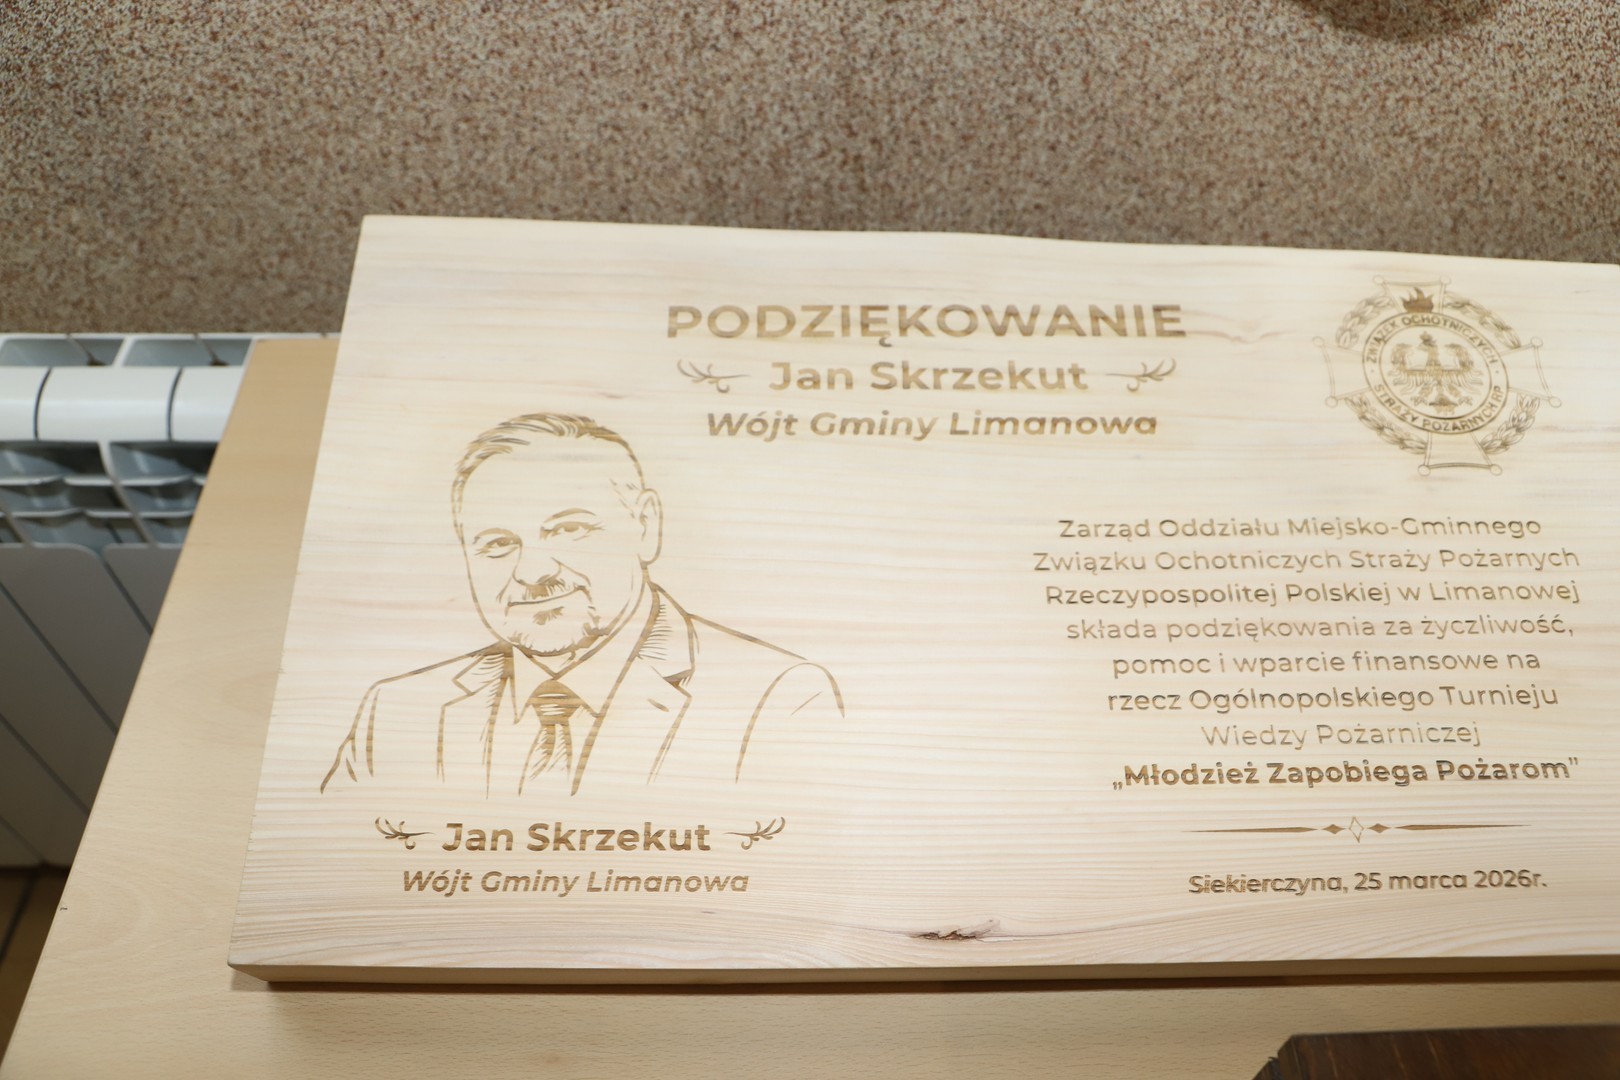 PODZIĘKOWANIE
Jan Skrzekut
Wójt Gminy Limanowa
ZWIĄZEK OCHOTNICZYCH
STRAŻY POŻARNYCH RP
Zarząd Oddziału Miejsko-Gminnego
Związku Ochotniczych Straży Pożarnych
Rzeczypospolitej Polskiej w Limanowej
składa podziękowania za życzliwość,
pomoc i wparcie finansowe na
rzecz Ogólnopolskiego Turnieju
Wiedzy Pożarniczej
„Młodzież Zapobiega Pożarom”
Siekierczyna, 25 marca 2026r.
Jan Skrzekut
Wójt Gminy Limanowa